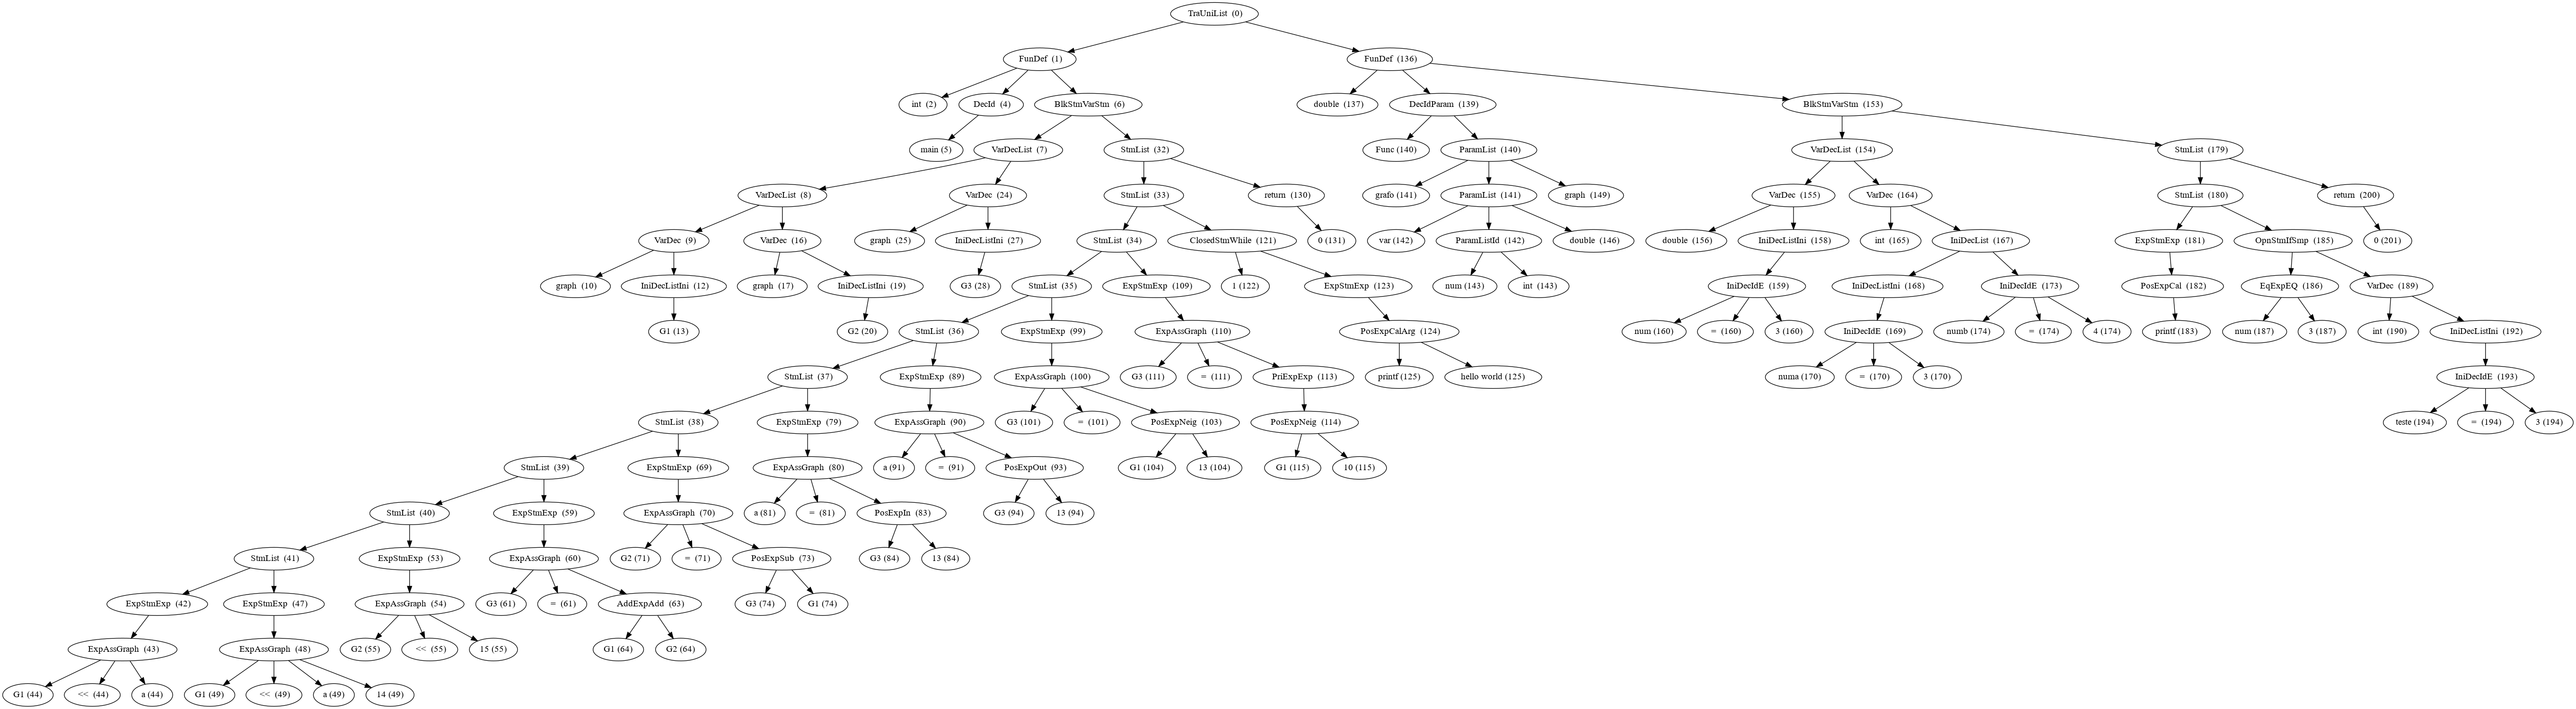 TraUniList (0)
FunDef (1)
FunDef (136)
int (2)
DecId (4)
BlkStmVarStm (6)
double (137)
DecIdParam (139)
BlkStmVarStm (153)
main (5)
VarDecList (7)
StmList (32)
Func (140)
ParamList (140)
VarDecList (154)
StmList (179)
VarDecList (8)
VarDec (24)
StmList (33)
return (130)
grafo (141)
ParamList (141)
graph (149)
VarDec (155)
VarDec (164)
StmList (180)
return (200)
VarDec (9)
VarDec (16)
graph (25)
IniDecListIni (27)
StmList (34)
ClosedStmWhile (121)
0 (131)
var (142)
ParamListId (142)
double (146)
double (156)
IniDecListIni (158)
int (165)
IniDecList (167)
ExpStmExp (181)
OpnStmIfSmp (185)
0 (201)
graph (10)
IniDecListIni (12)
graph (17)
IniDecListIni (19)
G3 (28)
StmList (35)
ExpStmExp (109)
1 (122)
ExpStmExp (123)
num (143)
int (143)
IniDecIdE (159)
IniDecListIni (168)
IniDecIdE (173)
PosExpCal (182)
EqExpEQ (186)
VarDec (189)
G1 (13)
G2 (20)
StmList (36)
ExpStmExp (99)
ExpAssGraph (110)
PosExpCalArg (124)
num (160)
= (160)
3 (160)
IniDecIdE (169)
numb (174)
= (174)
4 (174)
printf (183)
num (187)
3 (187)
int (190)
IniDecListIni (192)
StmList (37)
ExpStmExp (89)
ExpAssGraph (100)
G3 (111)
= (111)
PriExpExp (113)
printf (125)
hello world (125)
numa (170)
= (170)
3 (170)
IniDecIdE (193)
StmList (38)
ExpStmExp (79)
ExpAssGraph (90)
G3 (101)
= (101)
PosExpNeig (103)
PosExpNeig (114)
teste (194)
= (194)
3 (194)
StmList (39)
ExpStmExp (69)
ExpAssGraph (80)
a (91)
= (91)
PosExpOut (93)
G1 (104)
13 (104)
G1 (115)
10 (115)
StmList (40)
ExpStmExp (59)
ExpAssGraph (70)
a (81)
= (81)
PosExpIn (83)
G3 (94)
13 (94)
StmList (41)
ExpStmExp (53)
ExpAssGraph (60)
G2 (71)
= (71)
PosExpSub (73)
G3 (84)
13 (84)
ExpStmExp (42)
ExpStmExp (47)
ExpAssGraph (54)
G3 (61)
= (61)
AddExpAdd (63)
G3 (74)
G1 (74)
ExpAssGraph (43)
ExpAssGraph (48)
G2 (55)
<< (55)
15 (55)
G1 (64)
G2 (64)
G1 (44)
<< (44)
a (44)
G1 (49)
<< (49)
a (49)
14 (49)